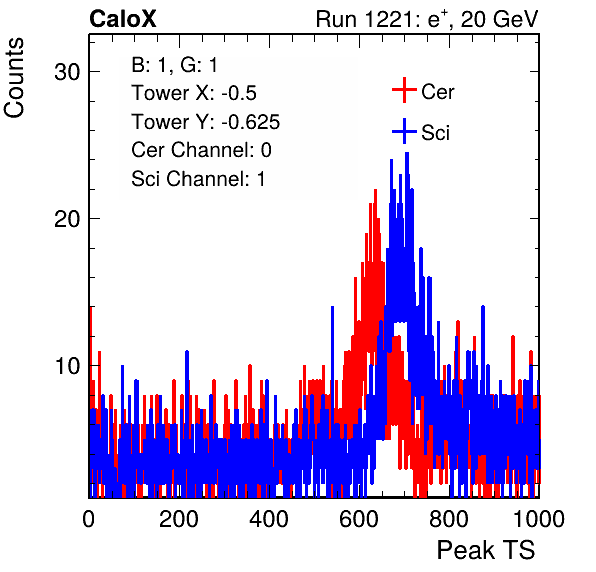 CaloX Run 1221: e+, 20 GeV
Counts
B: 1, G: 1
Tower X: -0.5
Tower Y: -0.625
Cer Channel: 0
Sci Channel: 1
Cer
Sci
30
20
10
0 200 400 600 800 1000
Peak TS